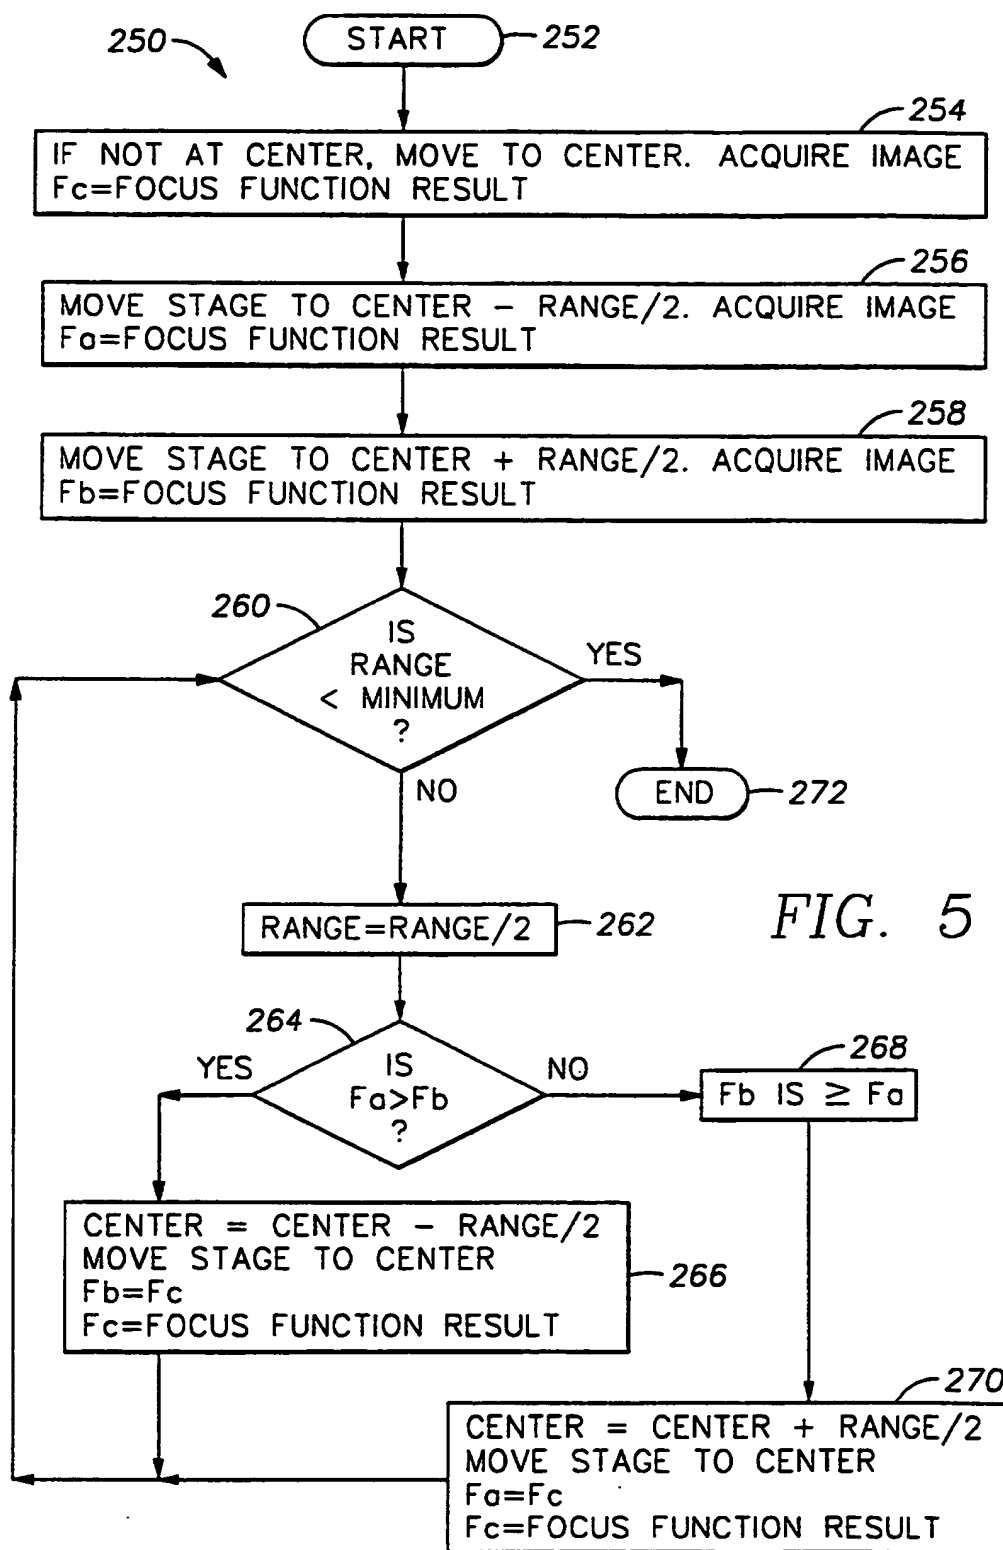 250
START
252
254
IF NOT AT CENTER, MOVE TO CENTER. ACQUIRE IMAGE
Fc=FOCUS FUNCTION RESULT
256
MOVE STAGE TO CENTER - RANGE/2. ACQUIRE IMAGE
Fa=FOCUS FUNCTION RESULT
258
MOVE STAGE TO CENTER + RANGE/2. ACQUIRE IMAGE
Fb=FOCUS FUNCTION RESULT
260
IS
RANGE
< MINIMUM
?
YES
NO
END
272
RANGE=RANGE/2
262
FIG. 5
264
IS
Fa>Fb
?
YES
NO
268
Fb IS ≥ Fa
CENTER = CENTER - RANGE/2
MOVE STAGE TO CENTER
Fb=Fc
Fc=FOCUS FUNCTION RESULT
266
270
CENTER = CENTER + RANGE/2
MOVE STAGE TO CENTER
Fa=Fc
Fc=FOCUS FUNCTION RESULT